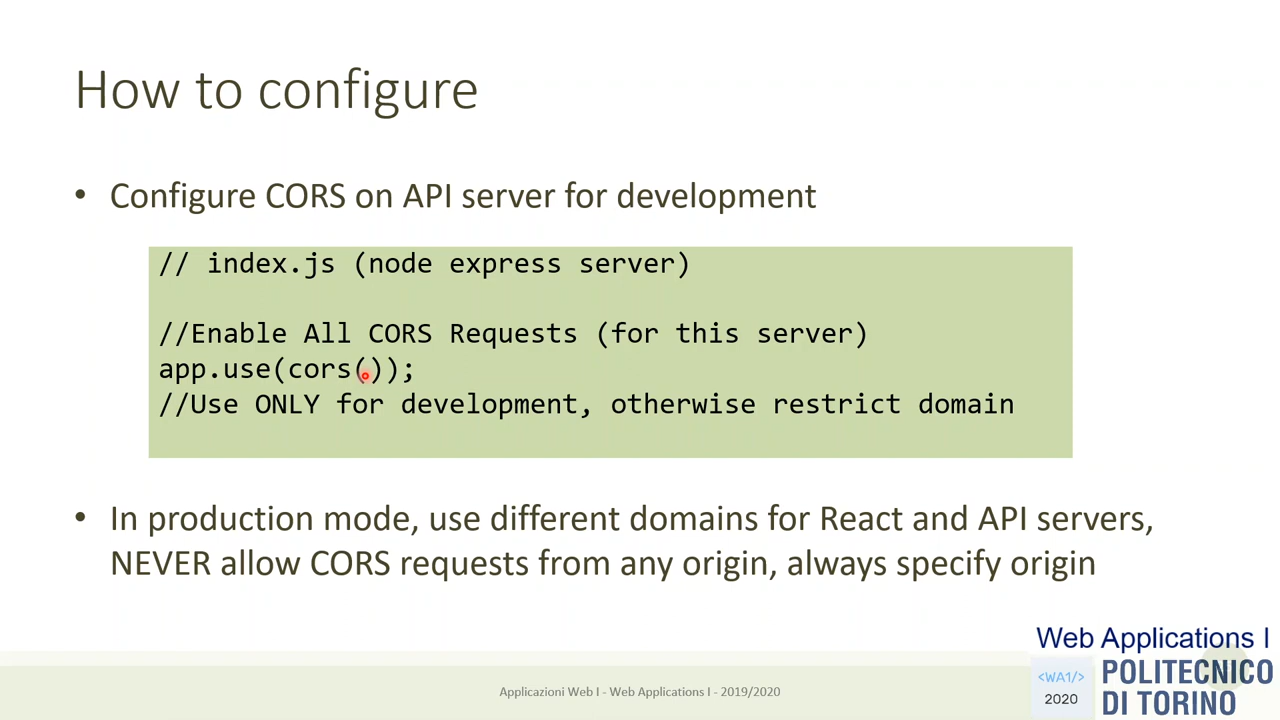 How to configure
• Configure CORS on API server for development
// index.js (node express server)
//Enable All CORS Requests (for this server)
app.use(cors());
//Use ONLY for development, otherwise restrict domain
• In production mode, use different domains for React and API servers,
NEVER allow CORS requests from any origin, always specify origin
Applicazioni Web I - Web Applications I - 2019/2020
Web Applications I
<WA1/>
2020
POLITECNICO
DI TORINO